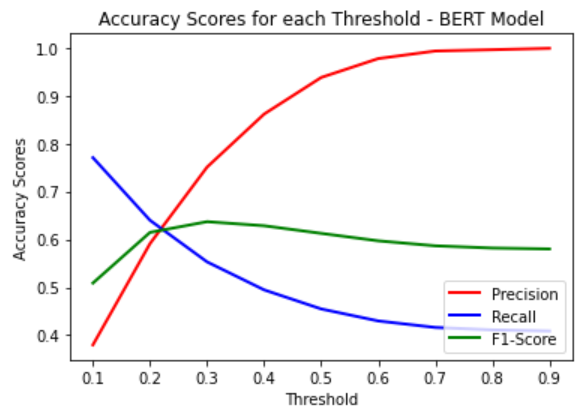 Accuracy Scores for each Threshold - BERT Model
Accuracy Scores
1.0
0.9
0.8
0.7
0.6
0.5
0.4
Precision
Recall
F1-Score
0.1 0.2 0.3 0.4 0.5 0.6 0.7 0.8 0.9
Threshold